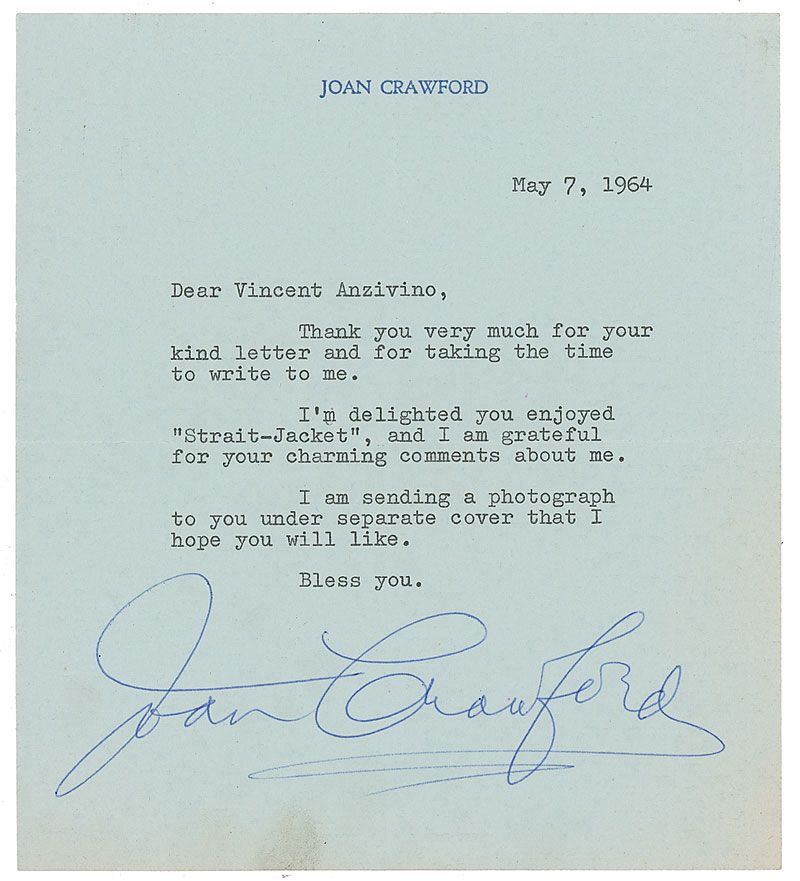 JOAN CRAWFORD
May 7, 1964
Dear Vincent Anzivino,
Thank you very much for your
kind letter and for taking the time
to write to me.
I'm delighted you enjoyed
"Strait-Jacket", and I am grateful
for your charming comments about me.
I am sending a photograph
to you under separate cover that I
hope you will like.
Bless you.
Joan Crawford